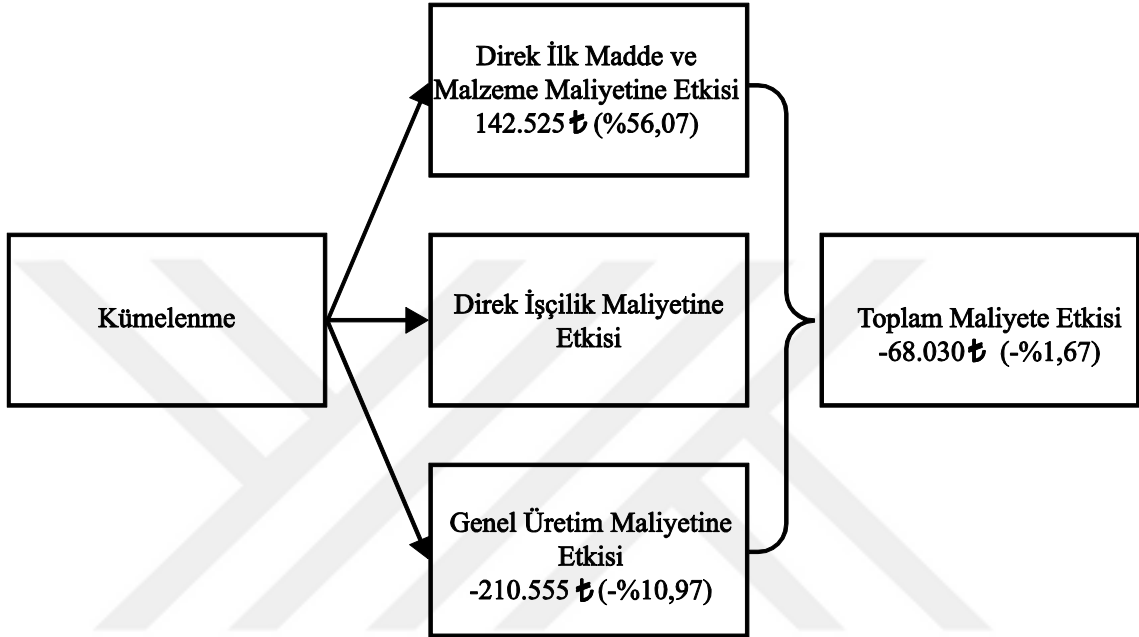 Direk İlk Madde ve
Malzeme Maliyetine Etkisi
142.525 ₺ (%56,07)
Kümelenme
Direk İşçilik Maliyetine
Etkisi
Toplam Maliyete Etkisi
-68.030 ₺ (-%1,67)
Genel Üretim Maliyetine
Etkisi
-210.555 ₺ (-%10,97)